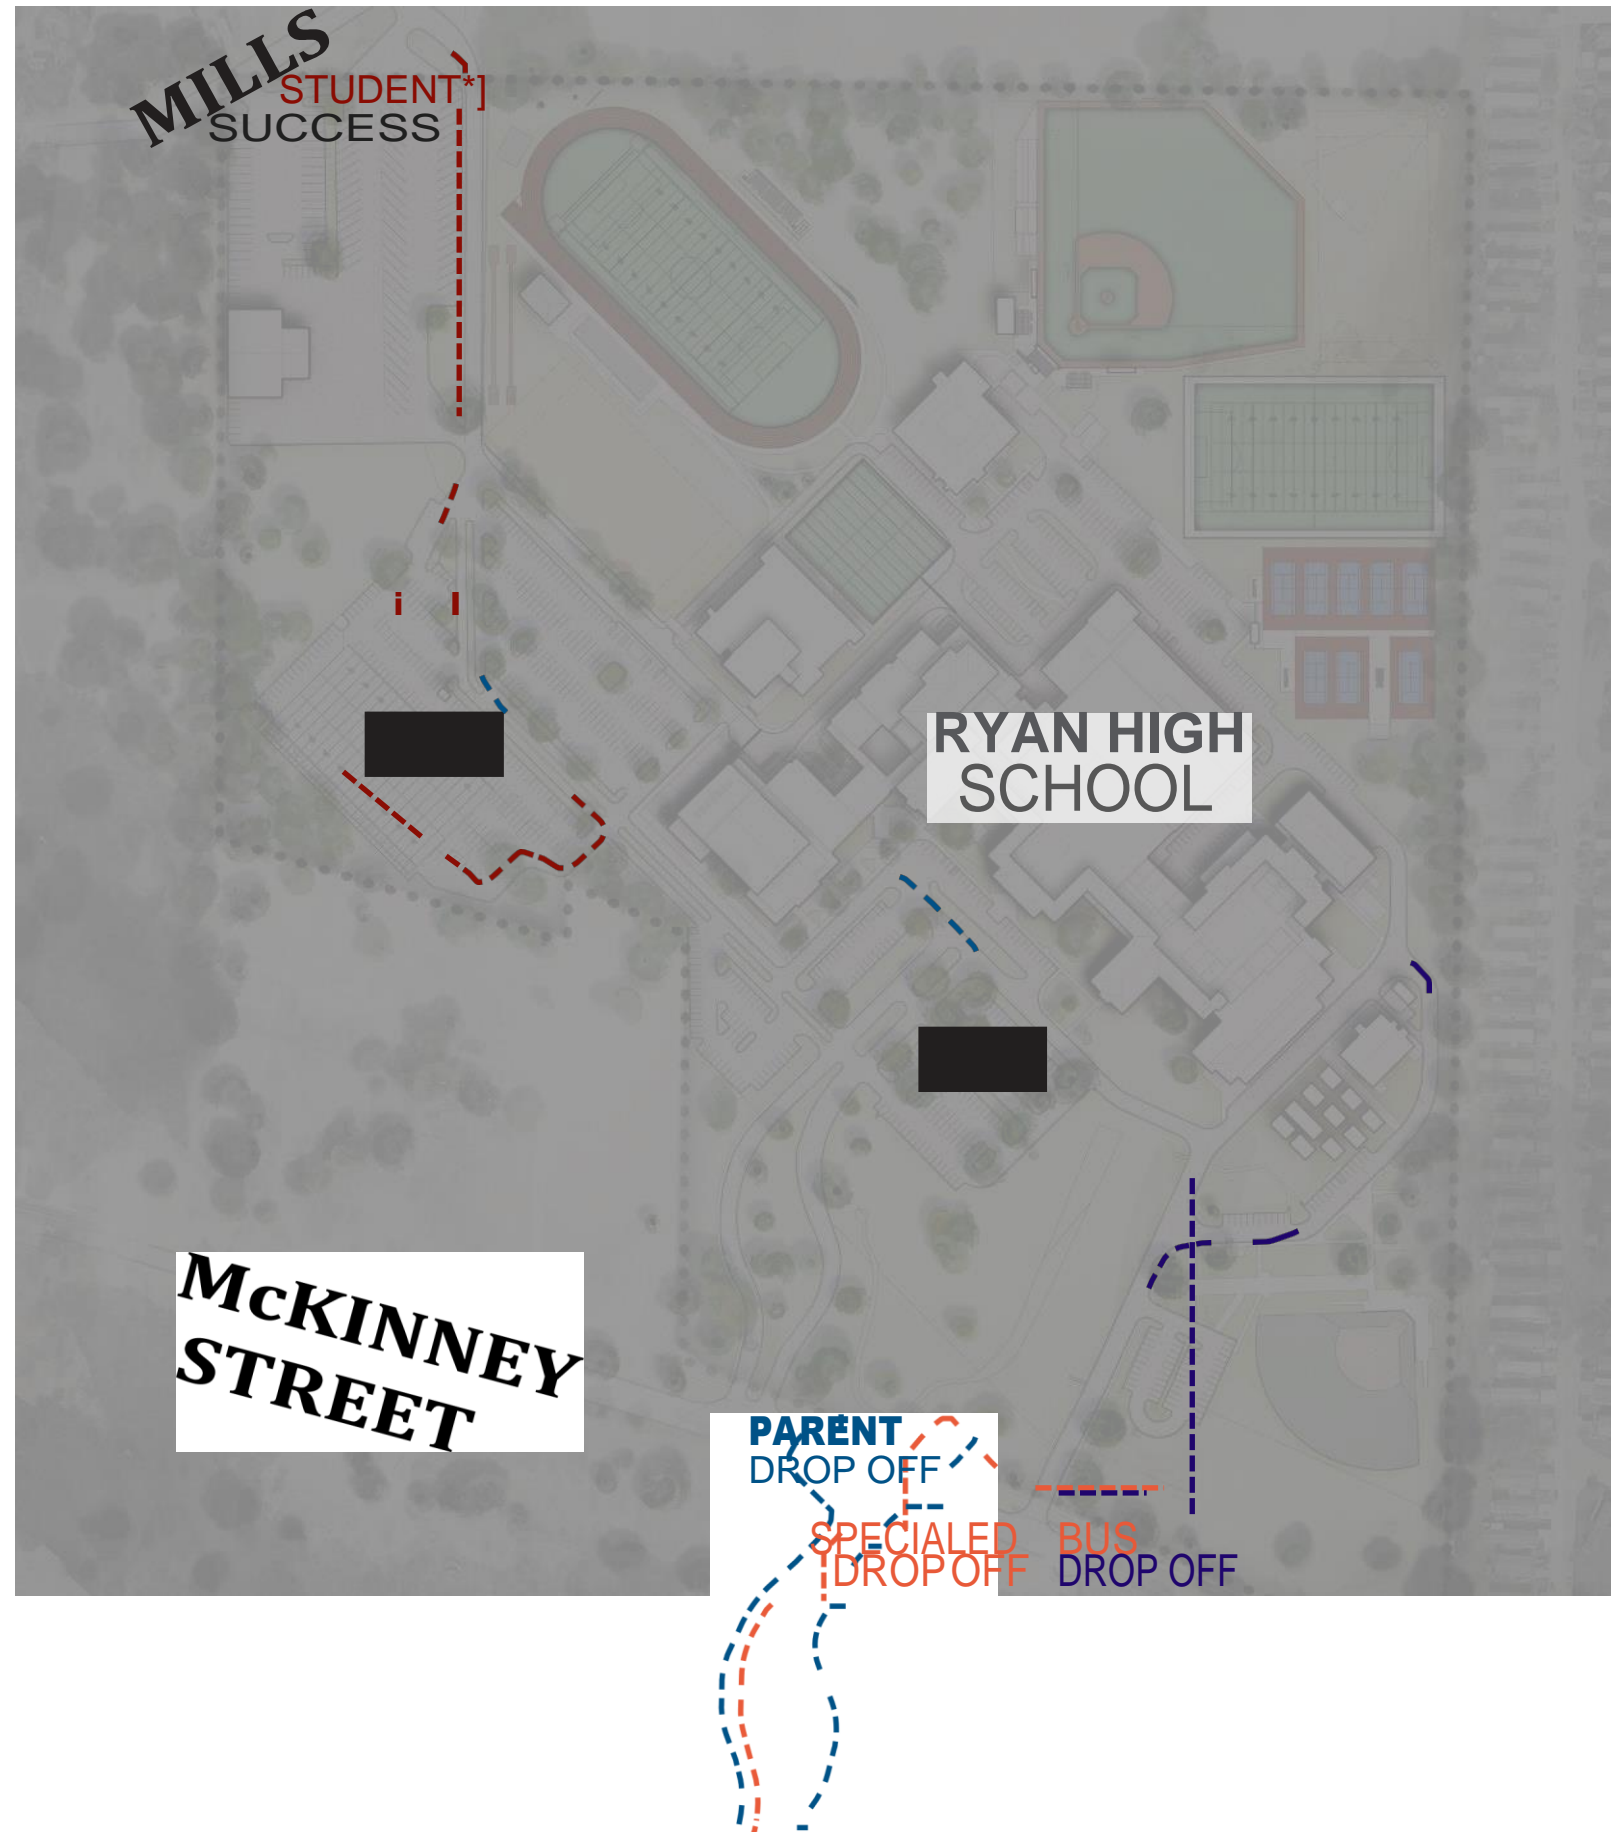 MILLS
STUDENT*]
SUCCESS
i I
RYAN HIGH
SCHOOL
McKINNEY
STREET
PARENT
DROP OFF
SPECIALED
DROP OFF
BUS
DROP OFF